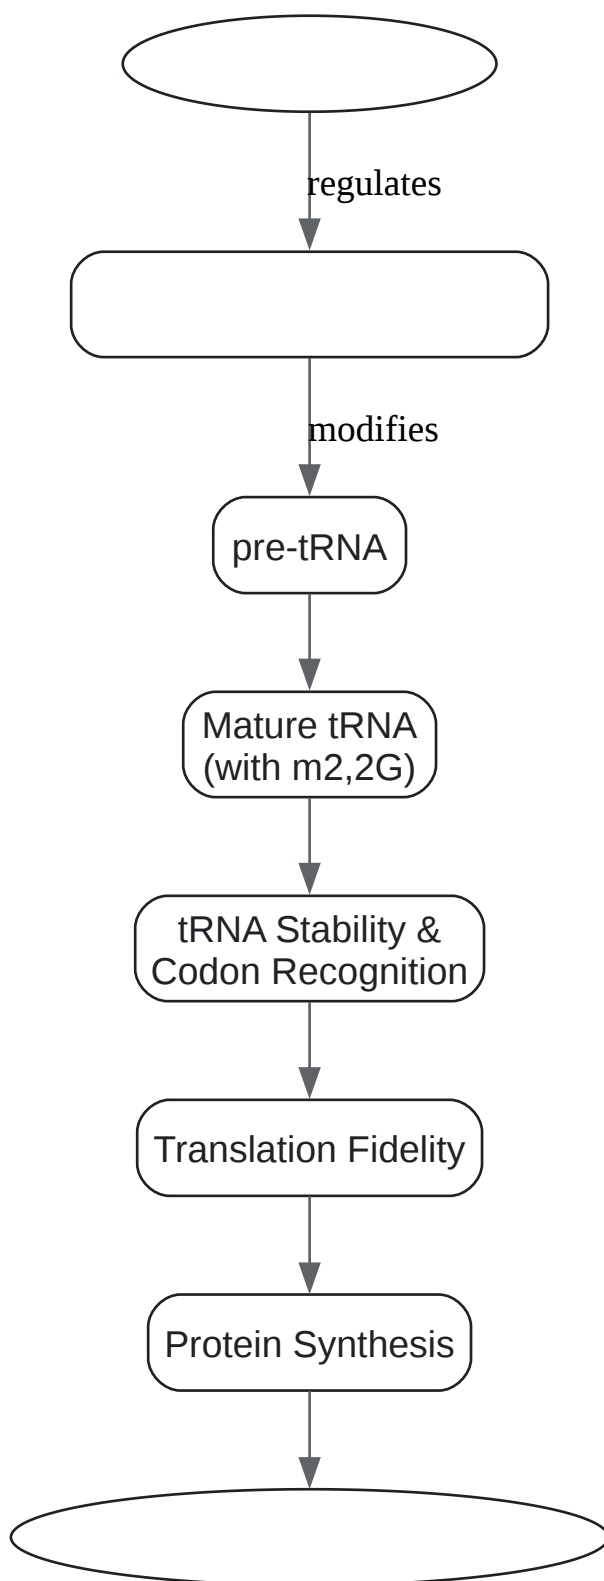 regulates
modifies
pre-tRNA
Mature tRNA
(with m2,2G)
tRNA Stability &
Codon Recognition
Translation Fidelity
Protein Synthesis